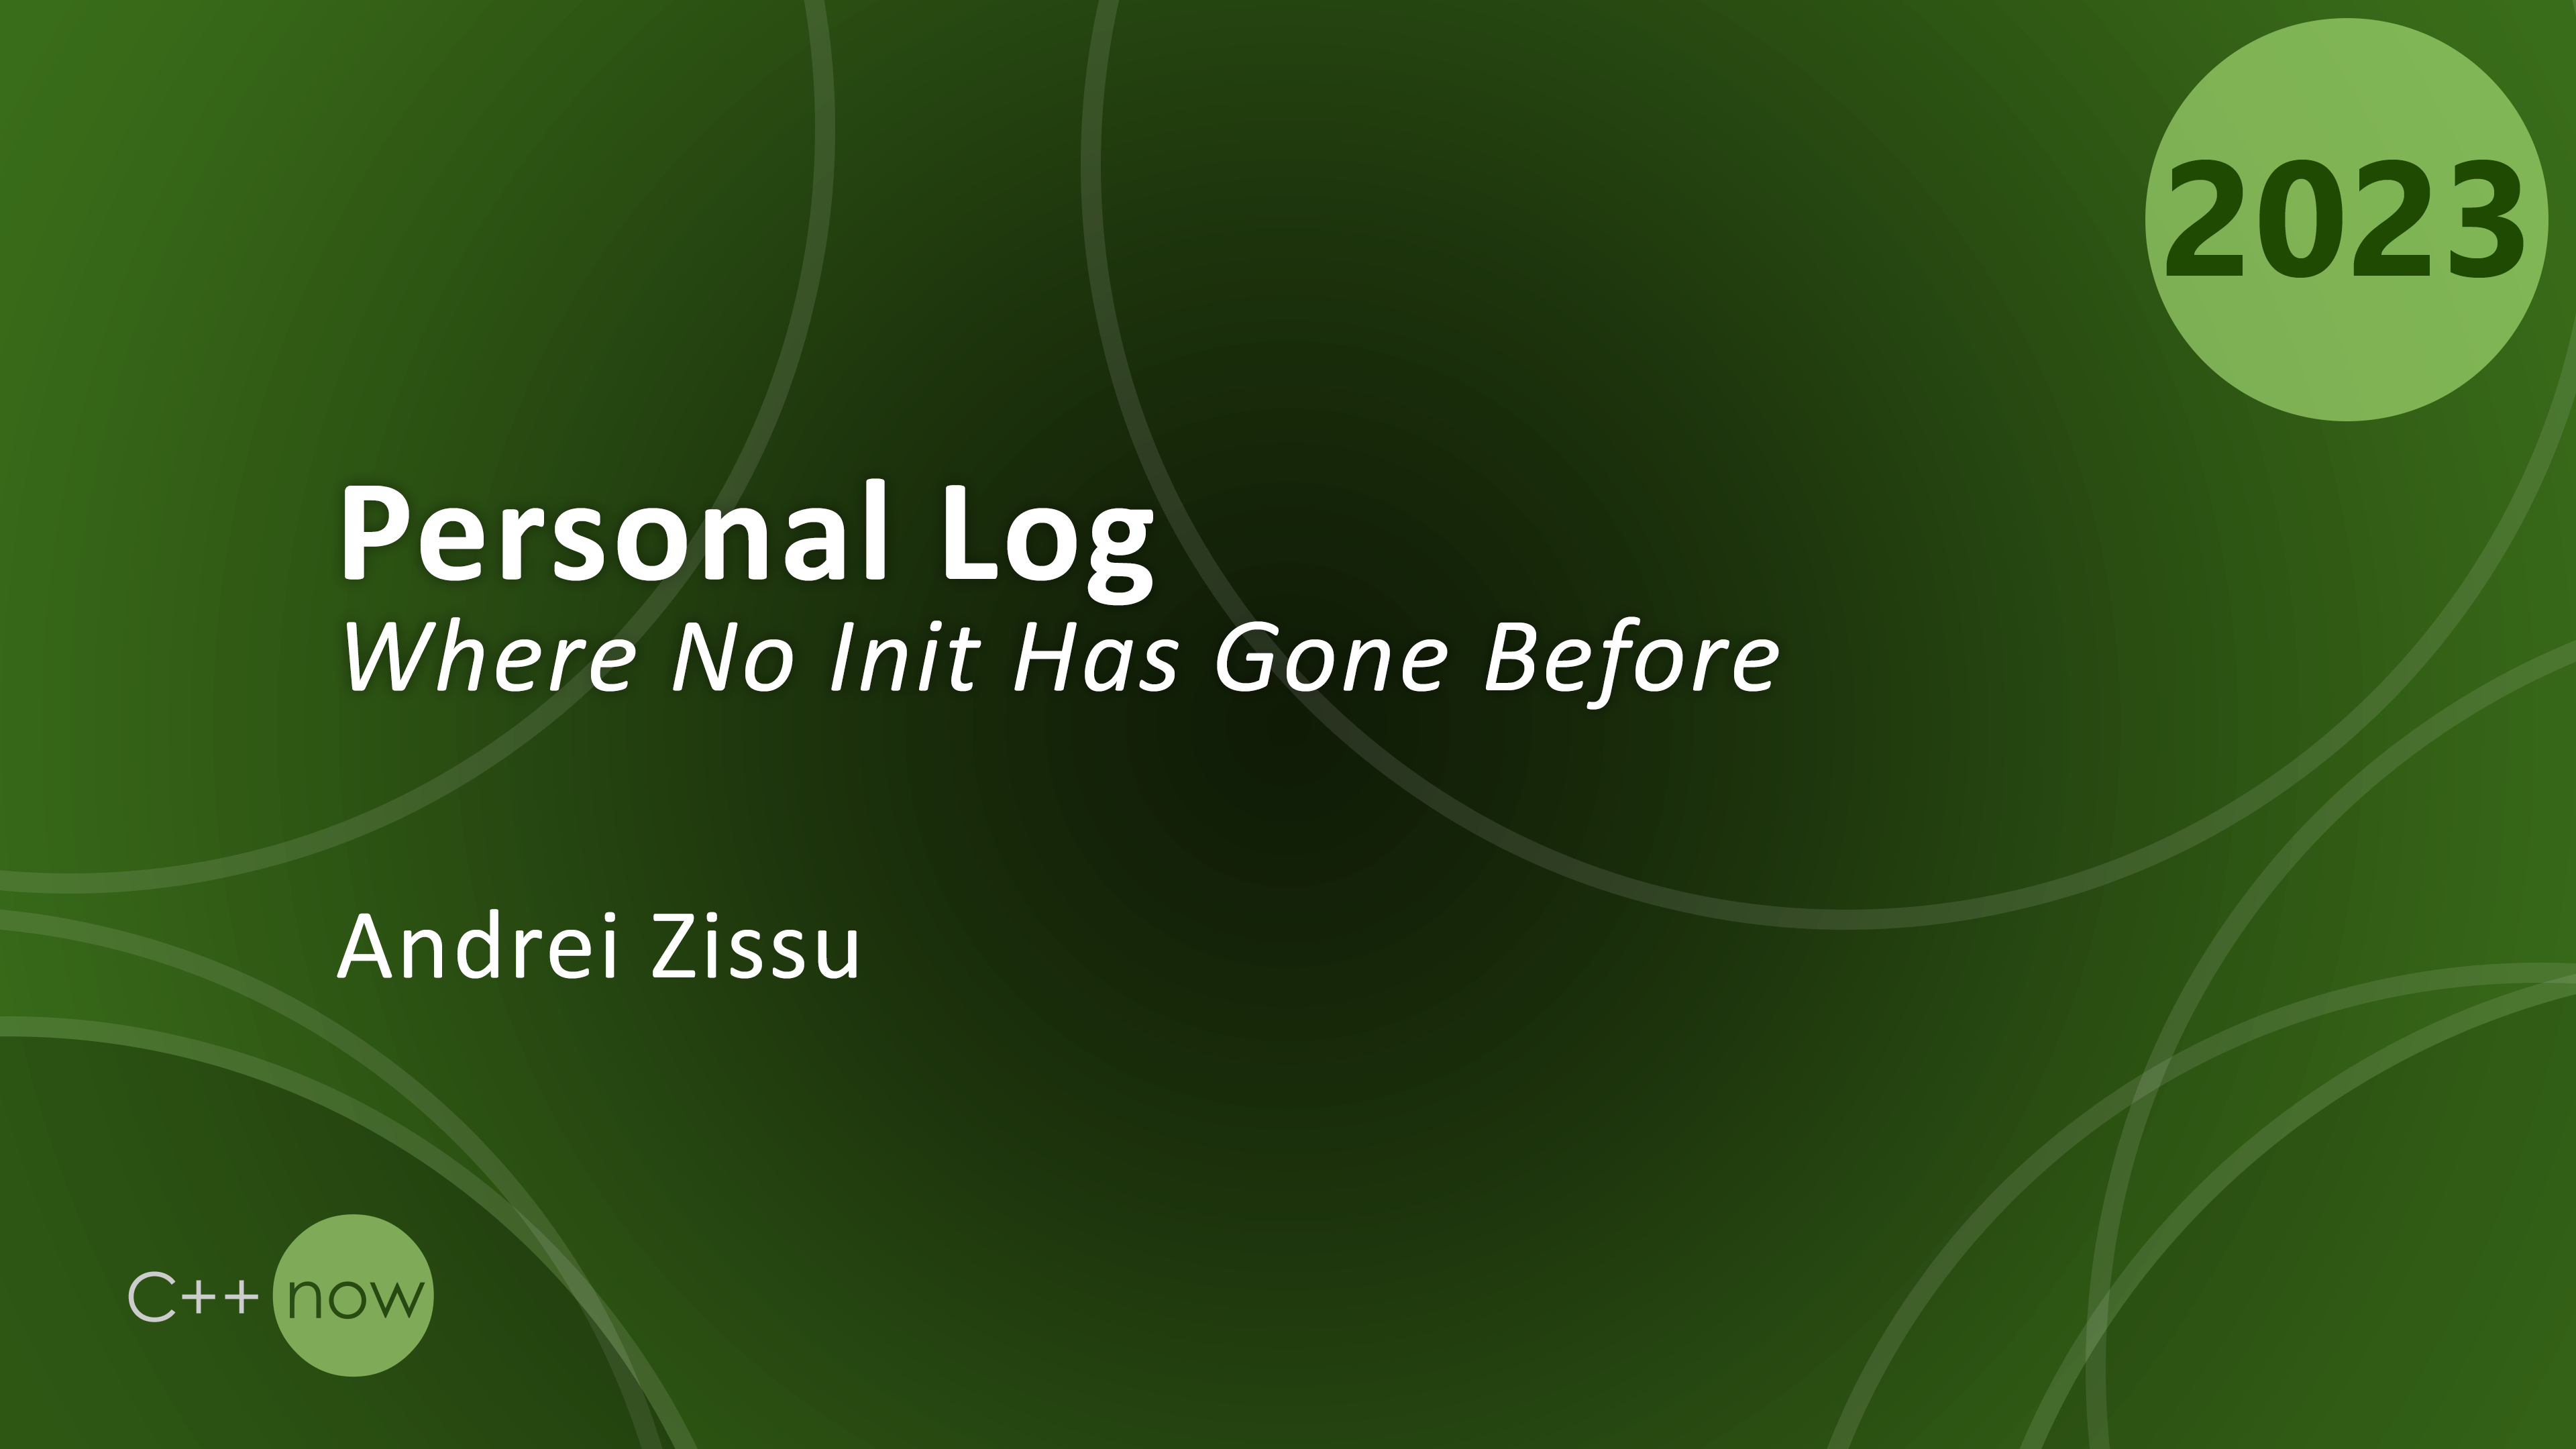 2023
Personal Log
Where No Init Has Gone Before
Andrei Zissu
C++ now